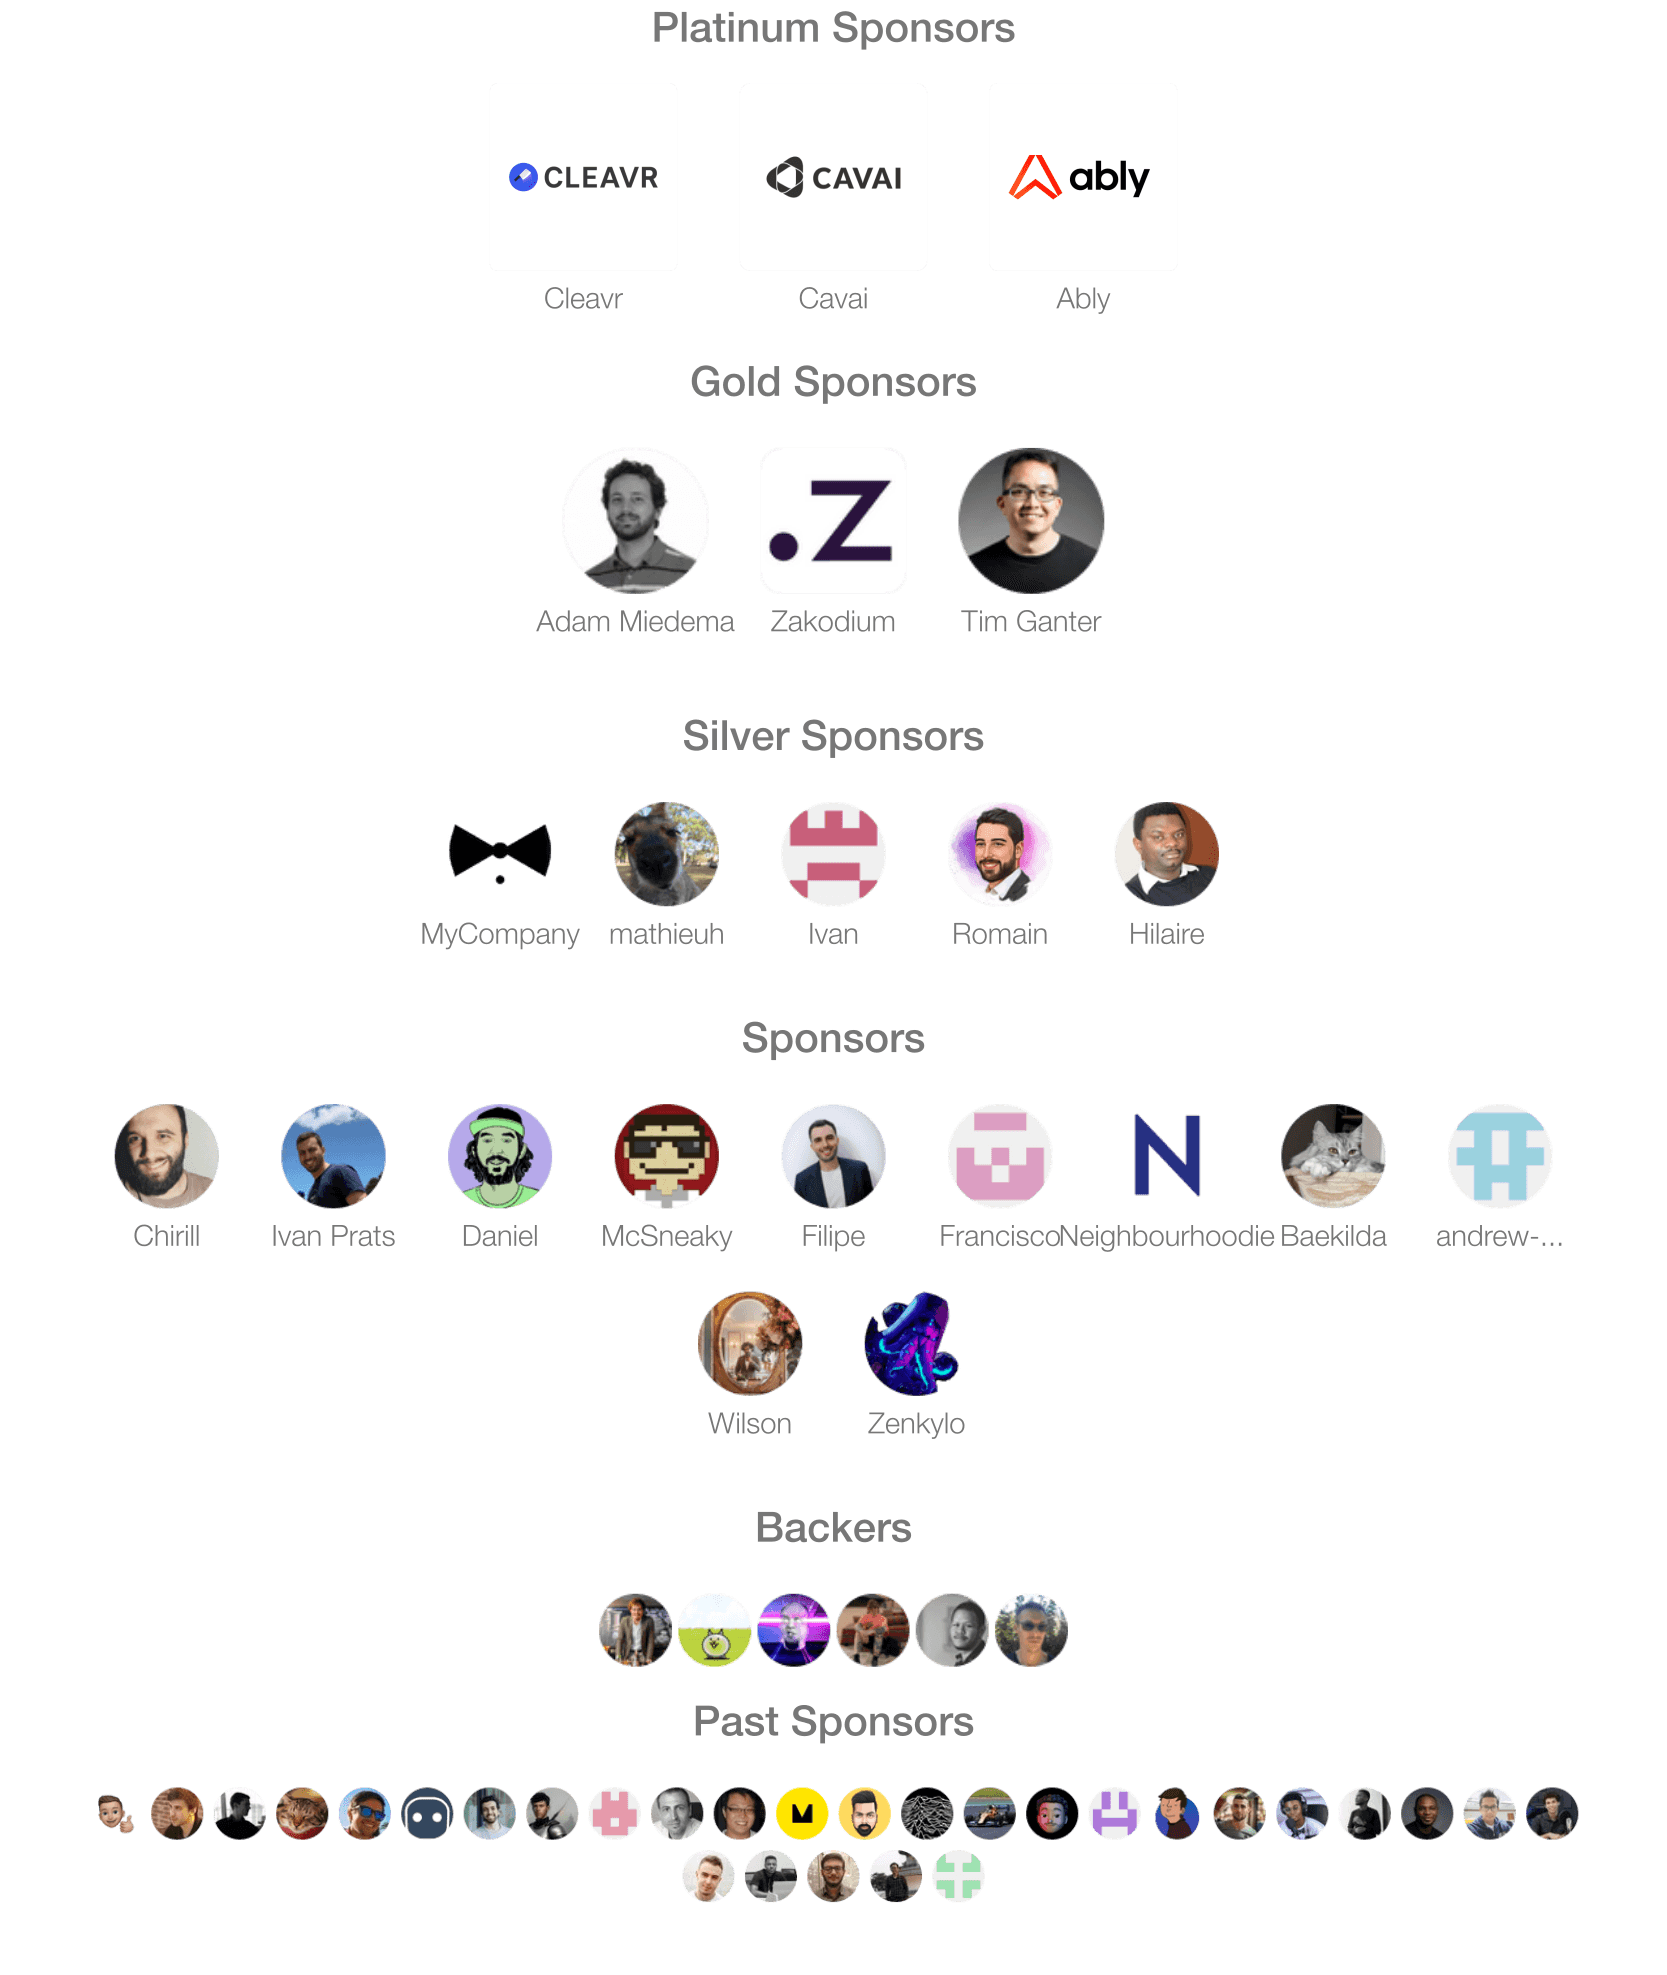 Platinum Sponsors
CLEAVR CAVAI ably
Cleavr Cavai Ably
Gold Sponsors
.Z
Adam Miedema Zakodium Tim Ganter
Silver Sponsors
MyCompany mathieuh Ivan Romain Hilaire
Sponsors
N
Chirill Ivan Prats Daniel McSneaky Filipe Francisco Neighbourhoodie Baekilda andrew-...
Wilson Zenkylo
Backers
Past Sponsors
M